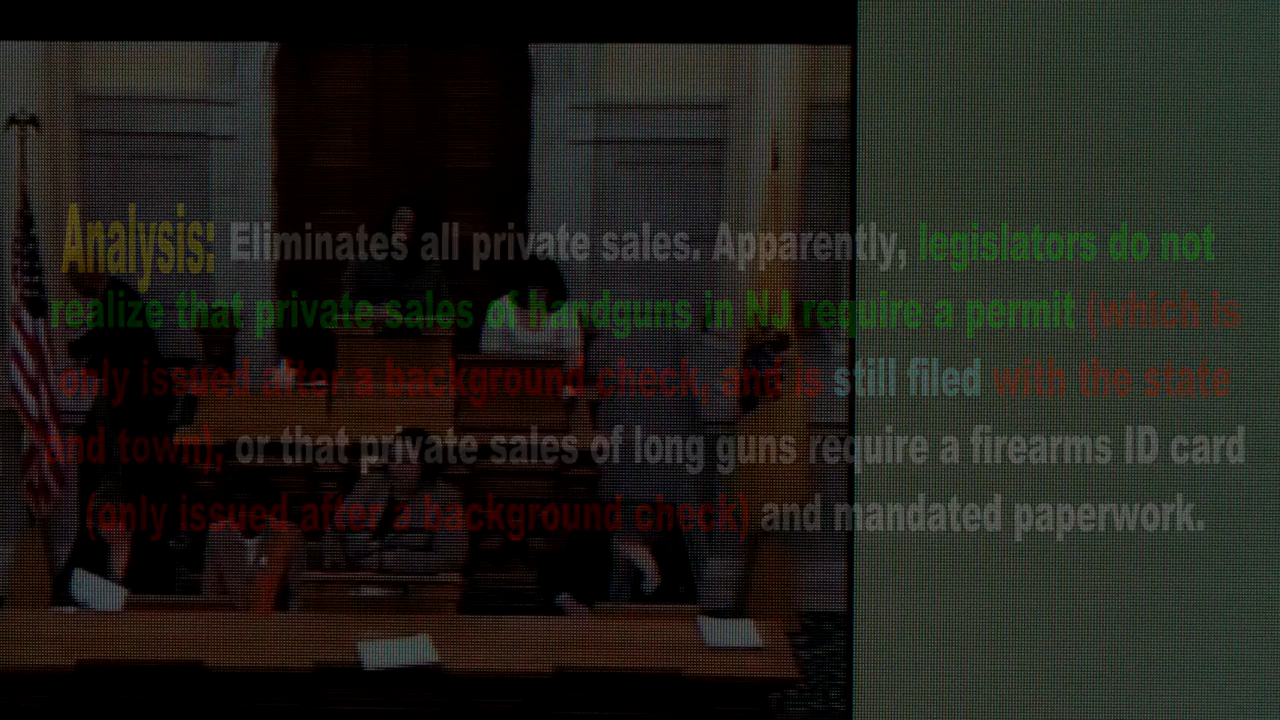 Analysis: Eliminates all private sales. Apparently, legislators do not
realize that private sales of handguns in NJ require a permit (which is
only issued after a background check, and is still filed with the state
and town), or that private sales of long guns require a firearms ID card
(only issued after a background check) and mandated paperwork.